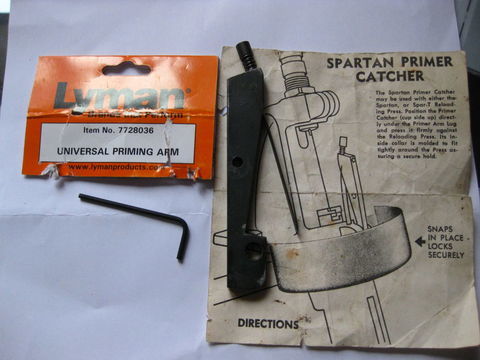 Lyman
Item No. 7728036
UNIVERSAL PRIMING ARM
www.lymanproducts.com
SPARTAN PRIMER
CATCHER
The Spartan Primer Catcher
may be used with either the
Spartan, or Spar-T Reload-
ing Press. Position the Primer
Catcher (cup side up) direct-
ly under the Primer Arm Lug
and press it firmly against
the Reloading Press. Its in-
side collar is molded to fit
tightly around the Press as-
suring a secure hold.
SNAPS
IN PLACE
LOCKS
SECURELY
DIRECTIONS